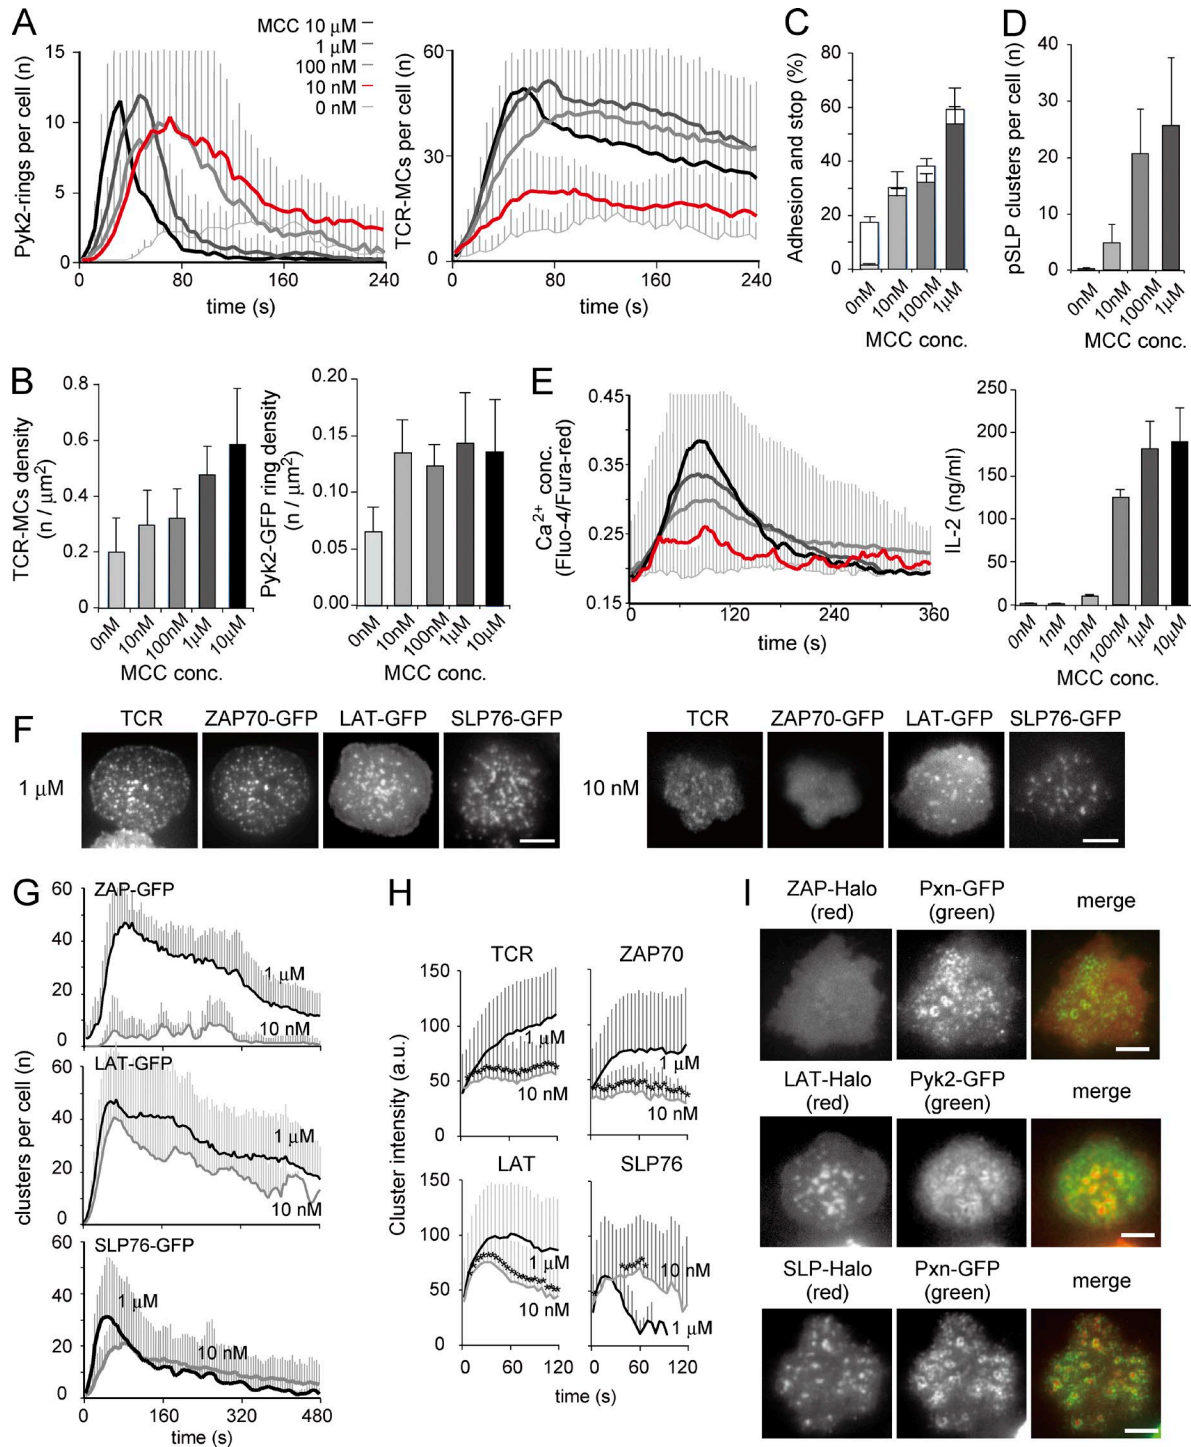 A
MCC 10 μM
1 μM
100 nM
10 nM
0 nM
Pyk2-rings per cell (n)
15
10
5
0
0 80 160 240
time (s)
TCR-MCs per cell (n)
60
30
0
0 80 160 240
time (s)
C
Adhesion and stop (%)
80
60
40
20
0
0nM 10nM 100nM 1μM
MCC conc.
D
pSLP clusters per cell (n)
40
30
20
10
0
0nM 10nM 100nM 1μM
MCC conc.
B
TCR-MCs density
(n / μm2)
0.8
0.6
0.4
0.2
0
0nM 10nM 100nM 1μM 10μM
MCC conc.
Pyk2-GFP ring density
(n / μm2)
0.20
0.15
0.10
0.05
0.00
0nM 10nM 100nM 1μM 10μM
MCC conc.
E
Ca2+ conc.
(Fluo-4/Fura-red)
0.45
0.35
0.25
0.15
0 120 240 360
time (s)
IL-2 (ng/ml)
250
200
150
100
50
0
0nM 1nM 10nM 100nM 1μM 10μM
MCC conc.
F
TCR ZAP70-GFP LAT-GFP SLP76-GFP
1 μM
TCR ZAP70-GFP LAT-GFP SLP76-GFP
10 nM
G
clusters per cell (n)
ZAP-GFP
60
40
20
0
1 μM
10 nM
LAT-GFP
60
40
20
0
1 μM
10 nM
SLP76-GFP
60
40
20
0
1 μM
10 nM
0 160 320 480
time (s)
H
Cluster intensity (a.u.)
TCR ZAP70
150
100
50
0
1 μM
10 nM
1 μM
10 nM
LAT SLP76
150
100
50
0
1 μM
10 nM
10 nM
1 μM
0 60 120 0 60 120
time (s)
I
ZAP-Halo
(red)
Pxn-GFP
(green)
merge
LAT-Halo
(red)
Pyk2-GFP
(green)
merge
SLP-Halo
(red)
Pxn-GFP
(green)
merge